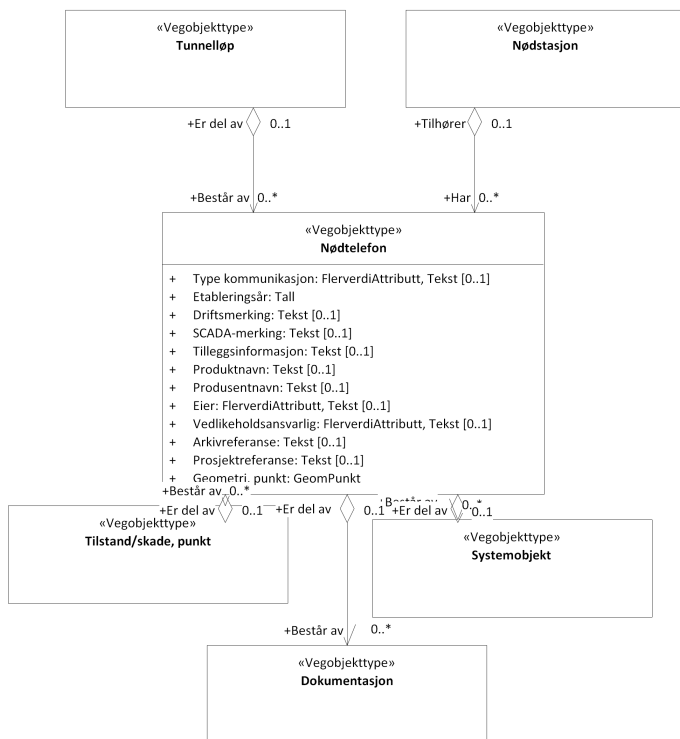 «Vegobjekttype»
Tunnelløp
«Vegobjekttype»
Nødstasjon
+Er del av 0..1
+Tilhører 0..1
+Består av 0..*
+Har 0..*
«Vegobjekttype»
Nødtelefon
+ Type kommunikasjon: FlerverdiAttributt, Tekst [0..1]
+ Etableringsår: Tall
+ Driftsmerking: Tekst [0..1]
+ SCADA-merking: Tekst [0..1]
+ Tilleggsinformasjon: Tekst [0..1]
+ Produktnavn: Tekst [0..1]
+ Produsentnavn: Tekst [0..1]
+ Eier: FlerverdiAttributt, Tekst [0..1]
+ Vedlikeholdsansvarlig: FlerverdiAttributt, Tekst [0..1]
+ Arkivreferanse: Tekst [0..1]
+ Prosjektreferanse: Tekst [0..1]
+ Geometri, punkt: GeomPunkt
+Består av 0..*
+Består av 0..*
+Er del av 0..1
+Er del av 0..1
+Er del av 0..1
«Vegobjekttype»
Tilstand/skade, punkt
«Vegobjekttype»
Systemobjekt
+Består av 0..*
«Vegobjekttype»
Dokumentasjon